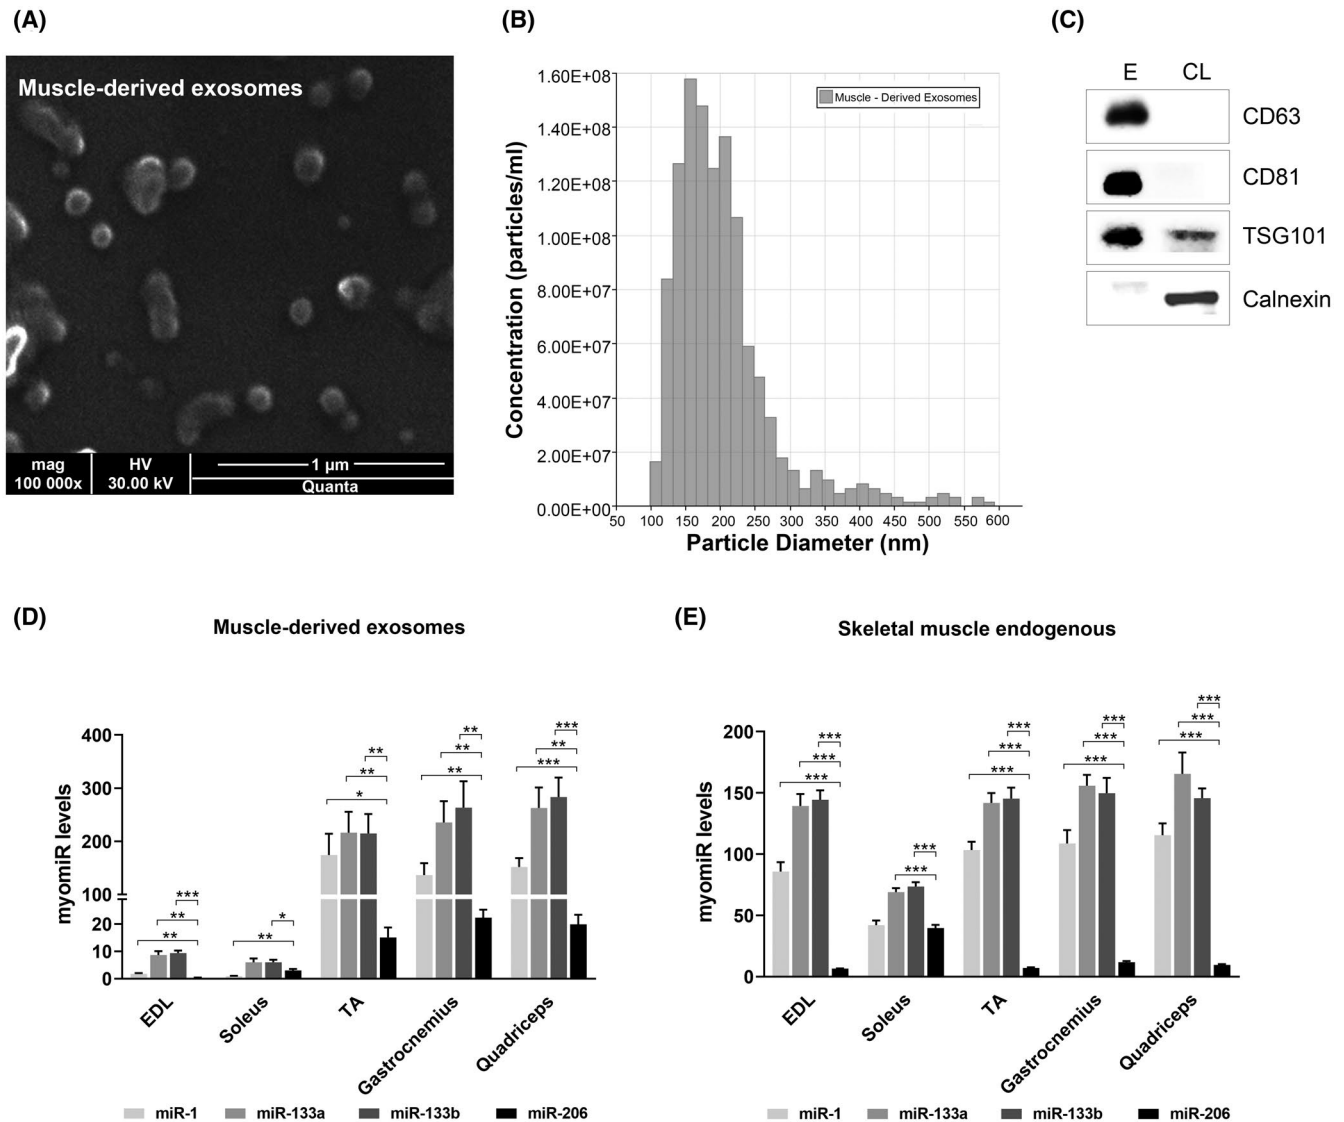 (A)
Muscle-derived exosomes
mag
100 000x
HV
30.00 kV
1 µm
Quanta
(B)
Concentration (particles/ml)
1.60E+08
1.40E+08
1.20E+08
1.00E+08
8.00E+07
6.00E+07
4.00E+07
2.00E+07
0.00E+00
Muscle - Derived Exosomes
50 100 150 200 250 300 350 400 450 500 550 600
Particle Diameter (nm)
(C)
E CL
CD63
CD81
TSG101
Calnexin
(D)
Muscle-derived exosomes
myomiR levels
400
300
200
100
20
10
0
** ** ***
** *
* ** **
** ** **
*** ** ***
EDL
Soleus
TA
Gastrocnemius
Quadriceps
miR-1 miR-133a miR-133b miR-206
(E)
Skeletal muscle endogenous
myomiR levels
200
150
100
50
0
*** *** ***
*** ***
*** *** ***
*** *** ***
*** *** ***
EDL
Soleus
TA
Gastrocnemius
Quadriceps
miR-1 miR-133a miR-133b miR-206